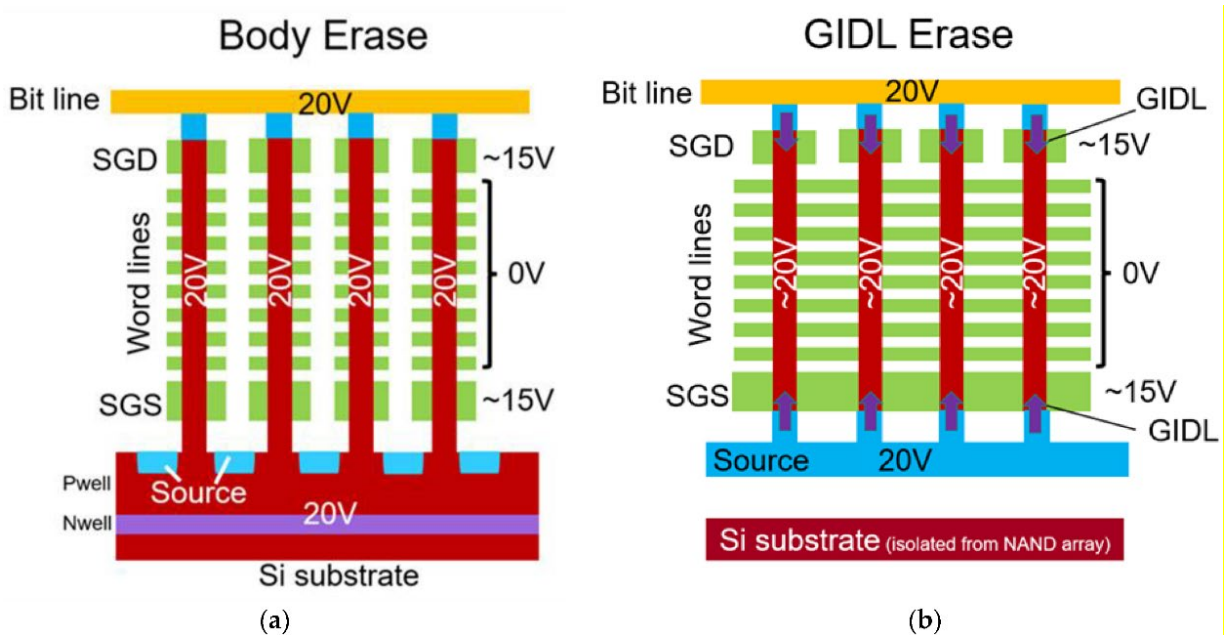 Body Erase
Bit line
20V
SGD
~15V
Word lines
20V
20V
20V
20V
0V
SGS
~15V
Pwell
Source
Nwell
20V
Si substrate
(a)
GIDL Erase
Bit line
20V
GIDL
SGD
~15V
Word lines
~20V
~20V
~20V
~20V
0V
SGS
~15V
GIDL
Source
20V
Si substrate (isolated from NAND array)
(b)